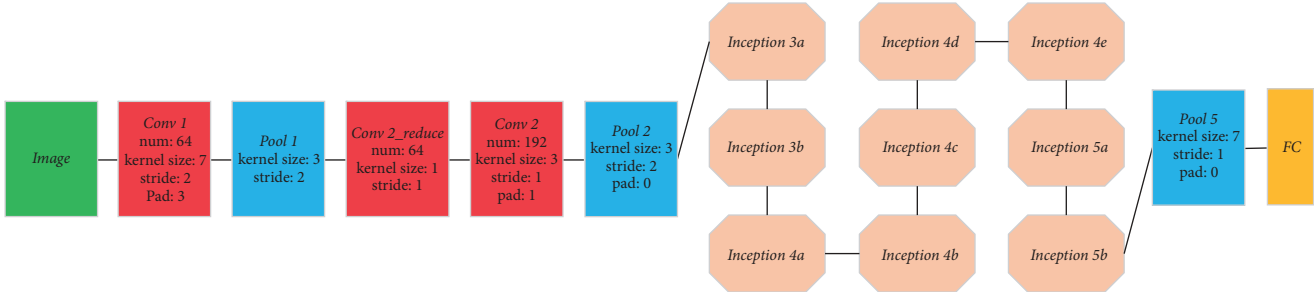 Image
Conv 1
num: 64
kernel size: 7
stride: 2
Pad: 3
Pool 1
kernel size: 3
stride: 2
Conv 2_reduce
num: 64
kernel size: 1
stride: 1
Conv 2
num: 192
kernel size: 3
stride: 1
pad: 1
Pool 2
kernel size: 3
stride: 2
pad: 0
Inception 3a
Inception 3b
Inception 4a
Inception 4b
Inception 4c
Inception 4d
Inception 4e
Inception 5a
Inception 5b
Pool 5
kernel size: 7
stride: 1
pad: 0
FC